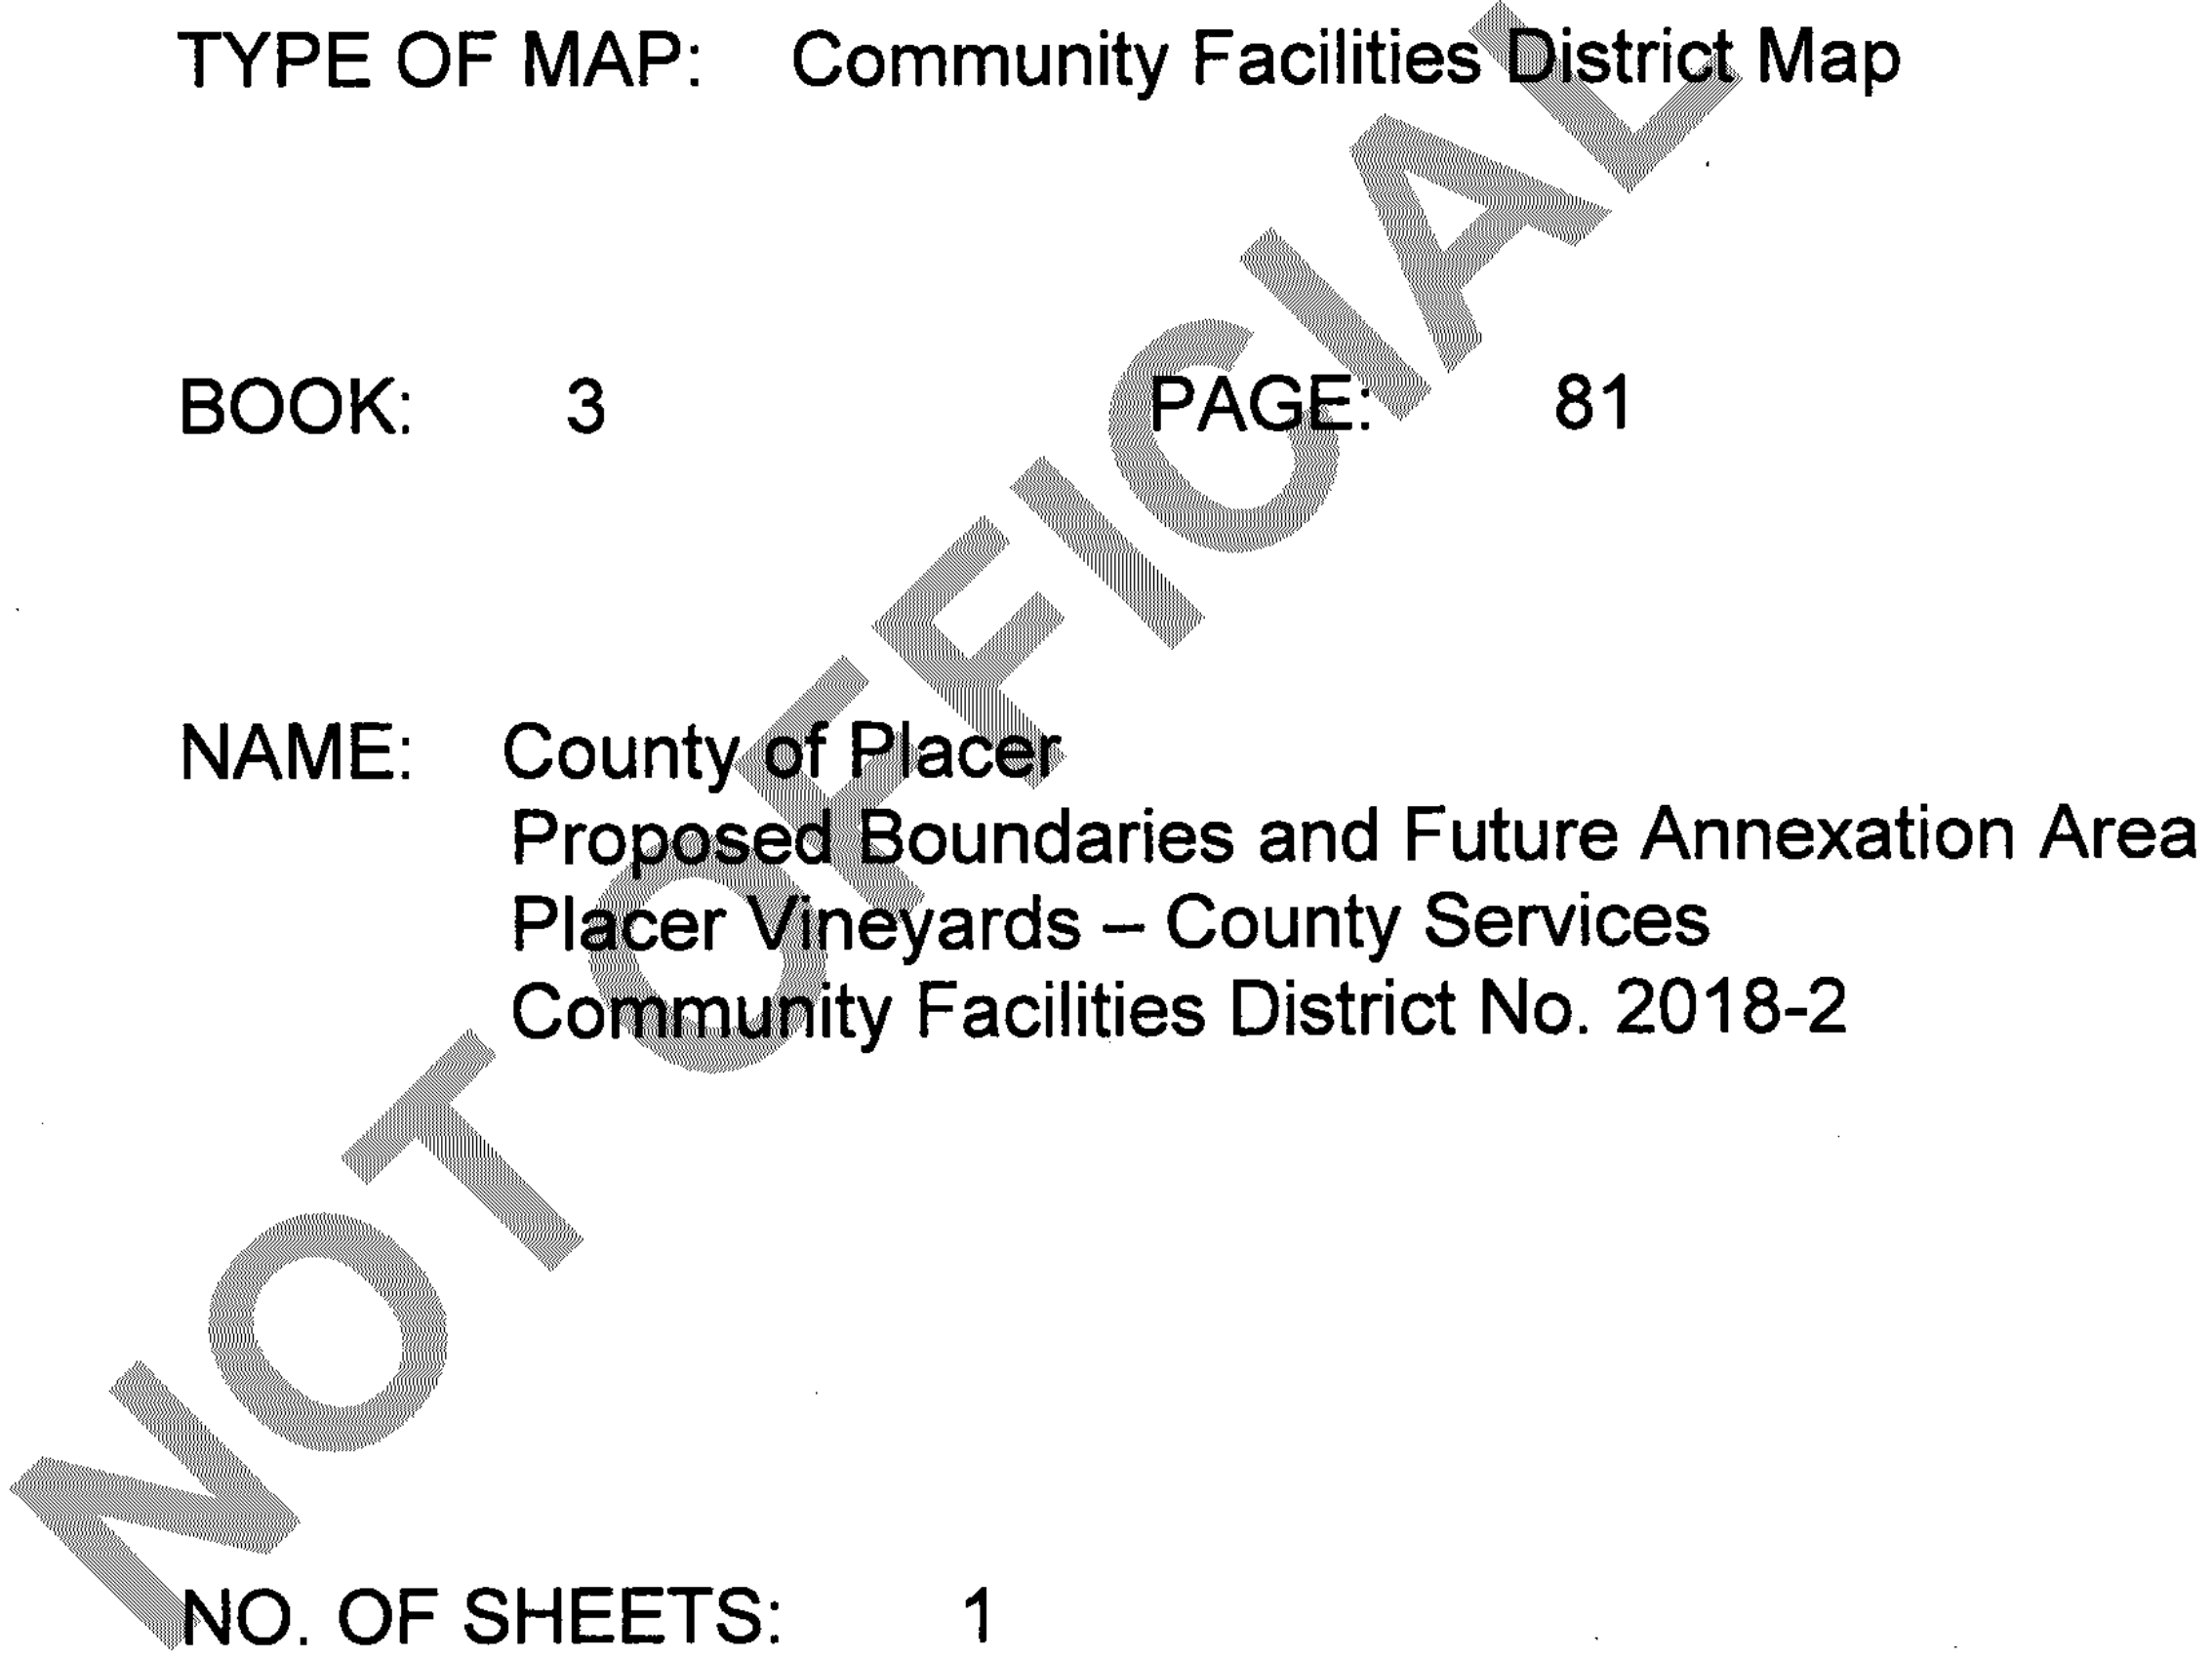 TYPE OF MAP: Community Facilities District Map
BOOK: 3 PAGE: 81
NAME: County of Placer
Proposed Boundaries and Future Annexation Area
Placer Vineyards – County Services
Community Facilities District No. 2018-2
NO. OF SHEETS: 1
NOT OFFICIAL